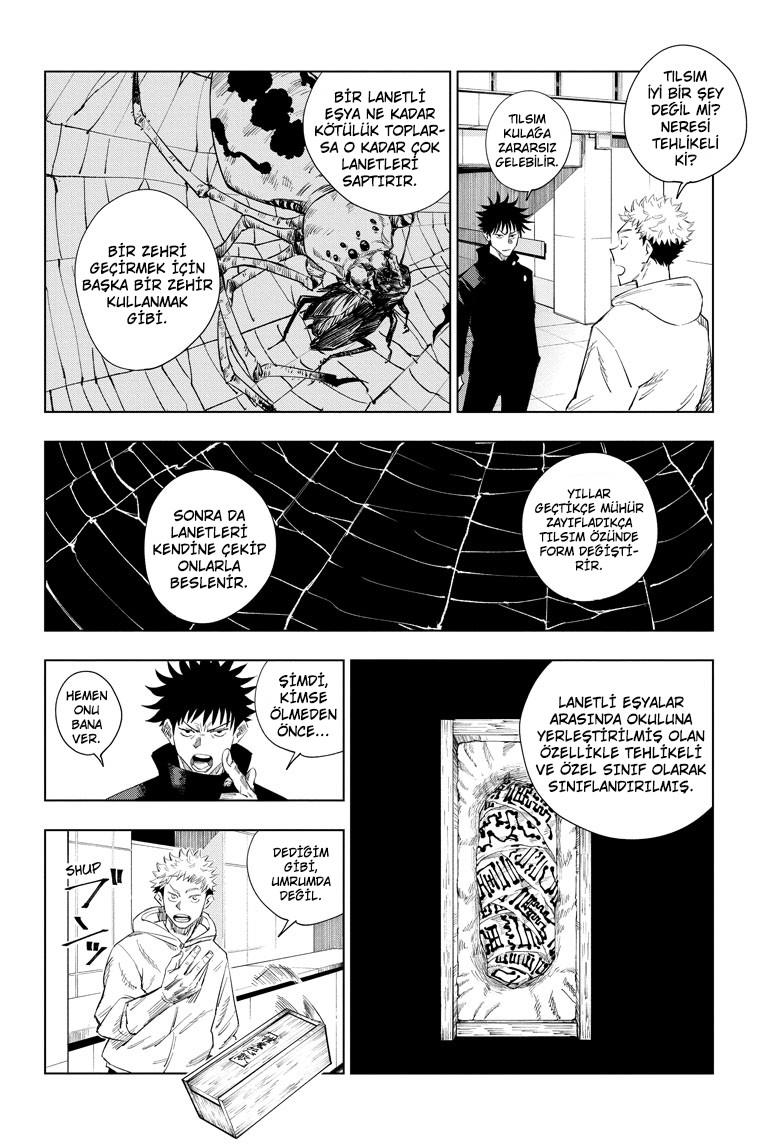 TILSIM
İYİ BİR ŞEY
DEĞİL Mİ?
NERESİ
TEHLİKELİ
Kİ?
TILSIM
KULAĞA
ZARARSIZ
GELEBİLİR.
BİR LANETLİ
EŞYA NE KADAR
KÖTÜLÜK TOPLAR-
SA O KADAR ÇOK
LANETLERİ
SAPTIRIR.
BİR ZEHRİ
GEÇİRMEK İÇİN
BAŞKA BİR ZEHİR
KULLANMAK
GİBİ.
YILLAR
GEÇTİKÇE MÜHÜR
ZAYIFLADIKÇA
TILSIM ÖZÜNDE
FORM DEĞİŞTİ-
RİR.
SONRA DA
LANETLERİ
KENDİNE ÇEKİP
ONLARLA
BESLENİR.
LANETLİ EŞYALAR
ARASINDA OKULUNA
YERLEŞTİRİLMİŞ OLAN
ÖZELLİKLE TEHLİKELİ
VE ÖZEL SINIF OLARAK
SINIFLANDIRILMIŞ.
ŞİMDİ,
KİMSE
ÖLMEDEN
ÖNCE...
HEMEN
ONU
BANA
VER.
DEDİĞİM
GİBİ,
UMRUMDA
DEĞİL.
SHUP